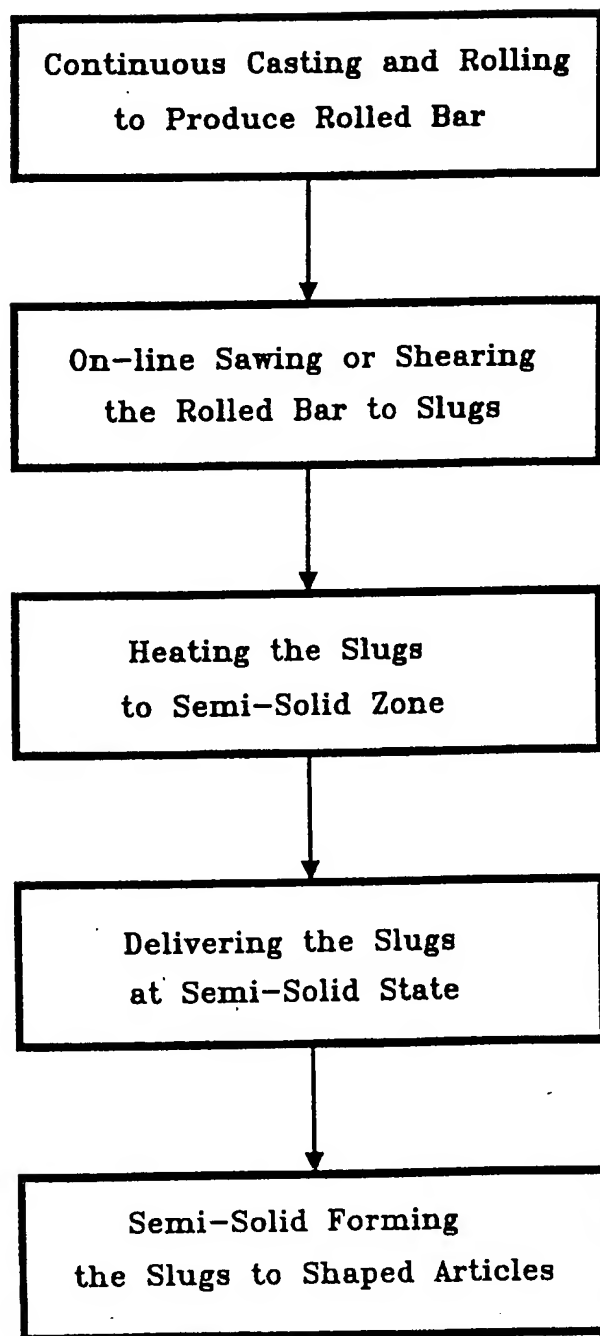 Continuous Casting and Rolling
to Produce Rolled Bar
On-line Sawing or Shearing
the Rolled Bar to Slugs
Heating the Slugs
to Semi-Solid Zone
Delivering the Slugs
at Semi-Solid State
Semi-Solid Forming
the Slugs to Shaped Articles